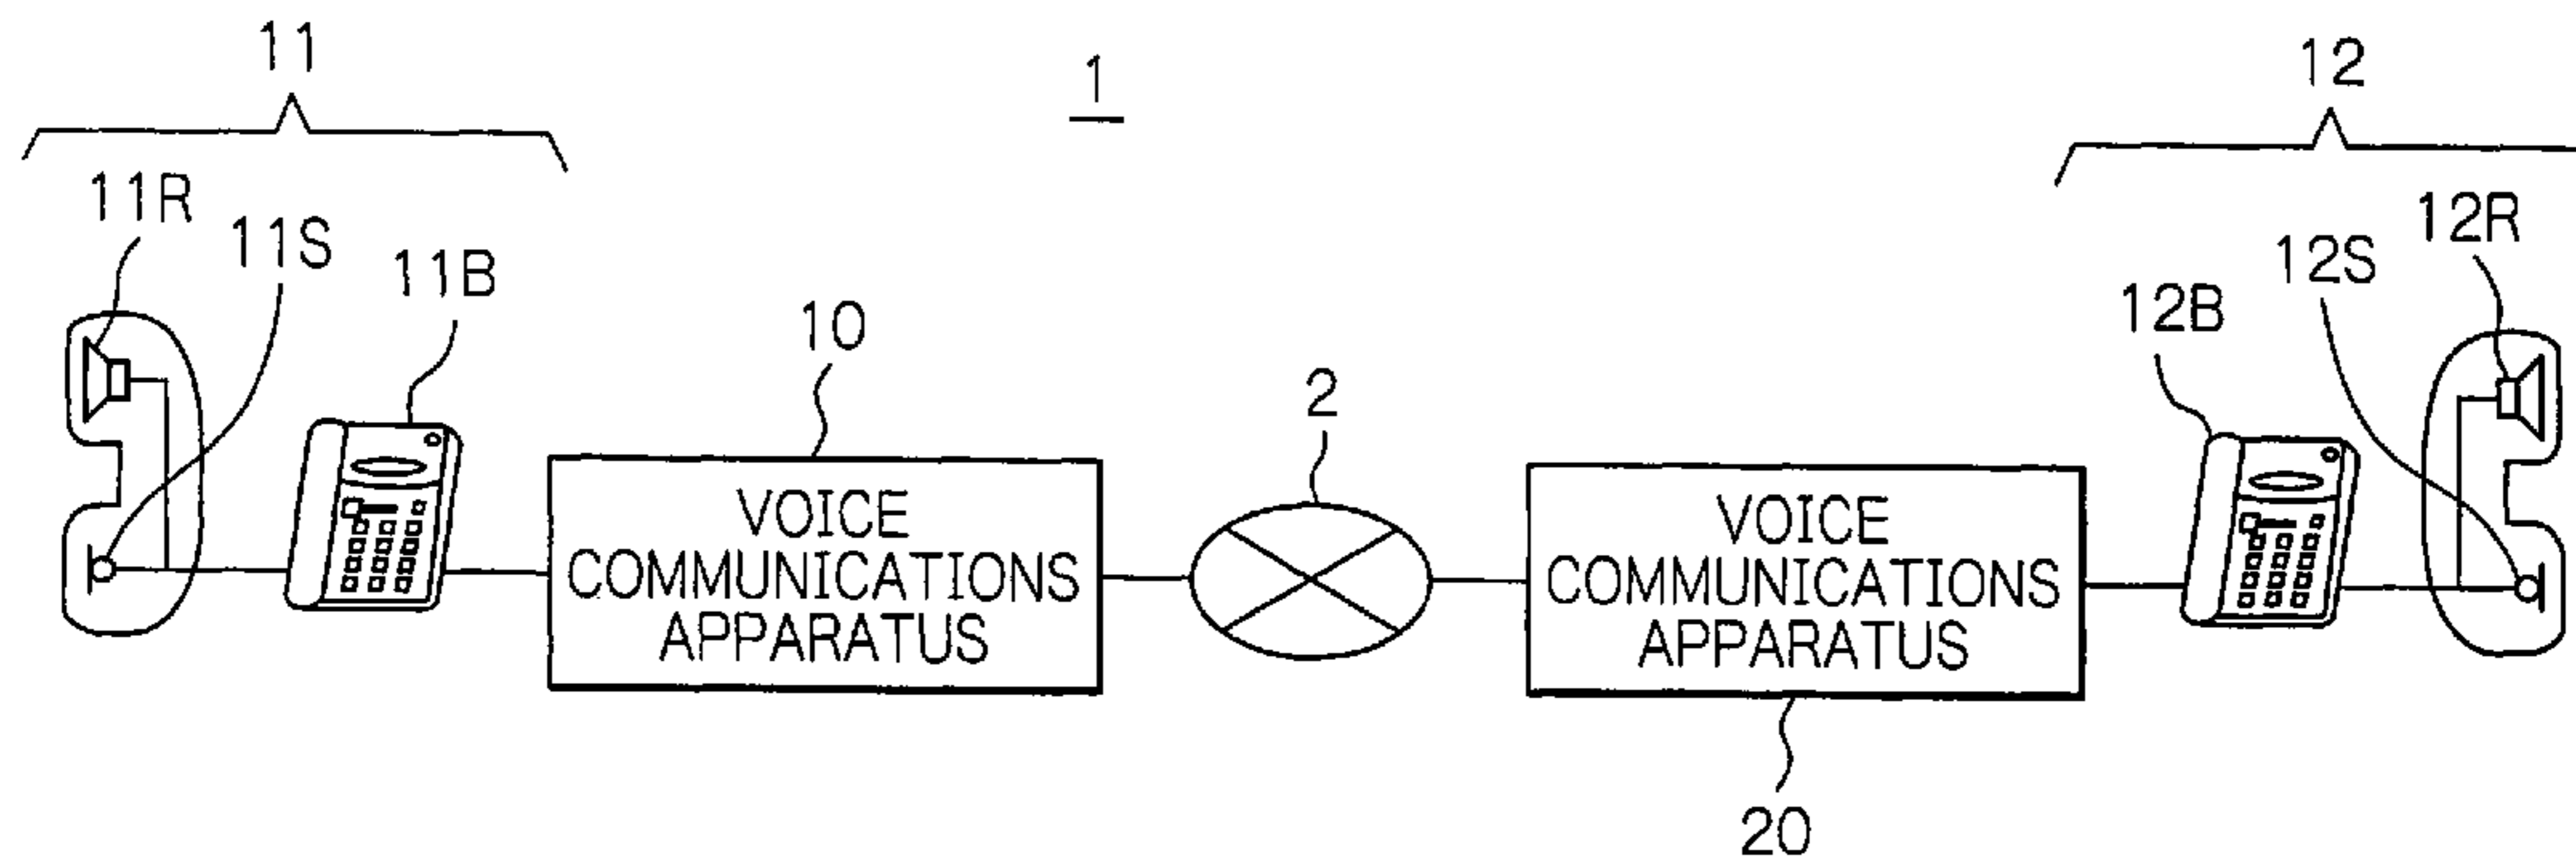 11
1
12
11R
11S
11B
10
2
12B
12S
12R
VOICE
COMMUNICATIONS
APPARATUS
VOICE
COMMUNICATIONS
APPARATUS
20